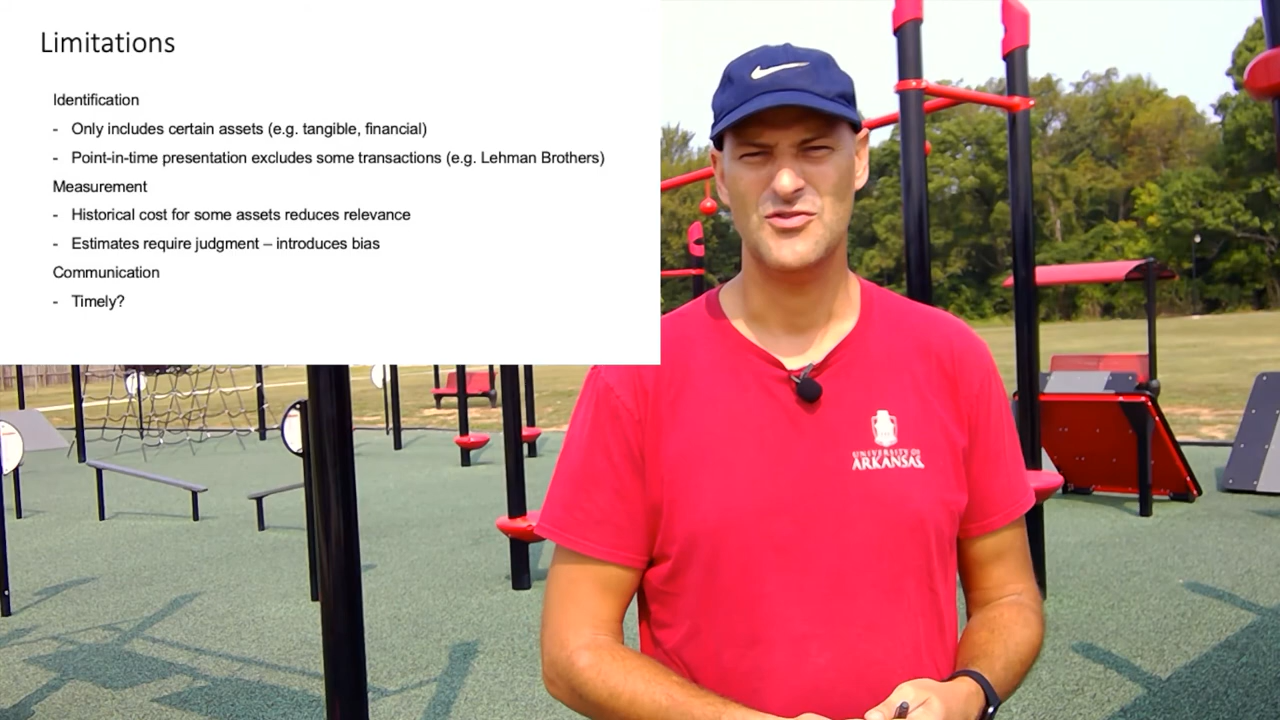 Limitations
Identification
- Only includes certain assets (e.g. tangible, financial)
- Point-in-time presentation excludes some transactions (e.g. Lehman Brothers)
Measurement
- Historical cost for some assets reduces relevance
- Estimates require judgment – introduces bias
Communication
- Timely?
UNIVERSITY OF
ARKANSAS